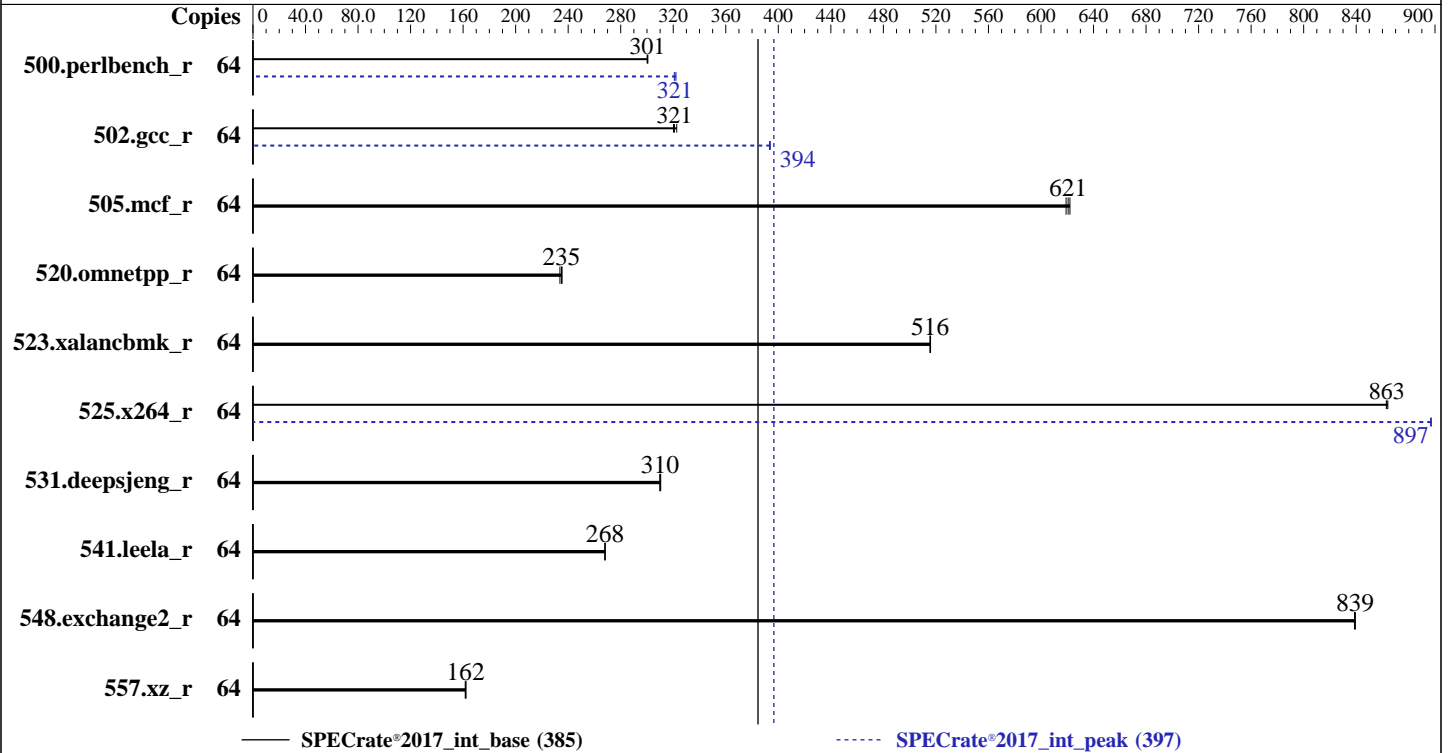 Copies 0 40.0 80.0 120 160 200 240 280 320 360 400 440 480 520 560 600 640 680 720 760 800 840 900
301
500.perlbench_r 64
321
321
502.gcc_r 64
394
621
505.mcf_r 64
235
520.omnetpp_r 64
516
523.xalancbmk_r 64
863
525.x264_r 64
897
310
531.deepsjeng_r 64
268
541.leela_r 64
839
548.exchange2_r 64
162
557.xz_r 64
SPECrate®2017_int_base (385) SPECrate®2017_int_peak (397)